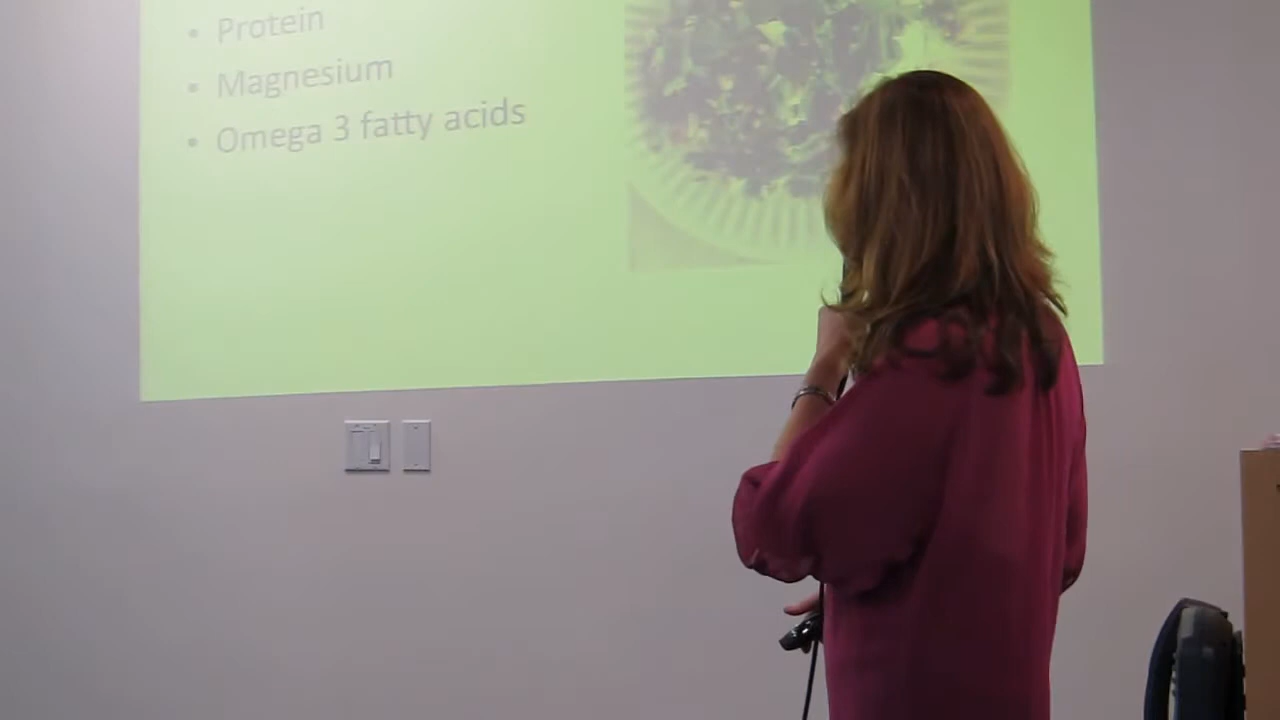 • Protein
• Magnesium
• Omega 3 fatty acids